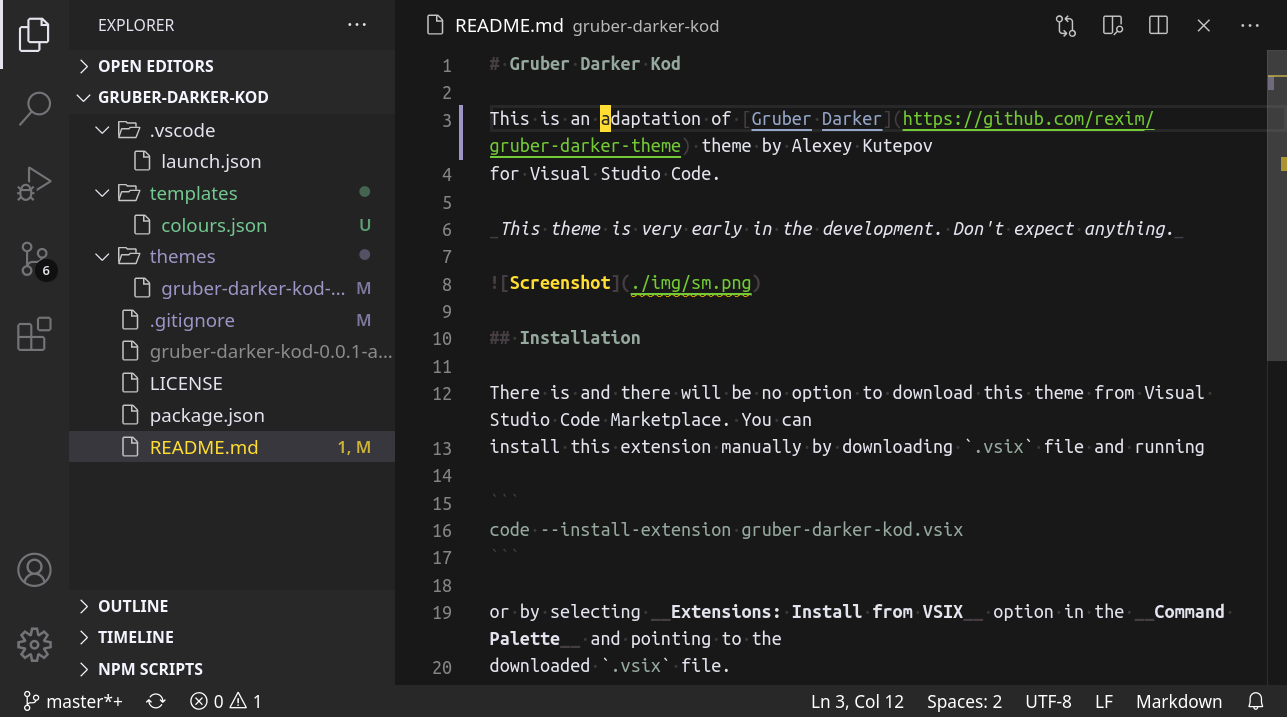 EXPLORER
OPEN EDITORS
GRUBER-DARKER-KOD
.vscode
launch.json
templates
colours.json U
themes
gruber-darker-kod-... M
.gitignore M
gruber-darker-kod-0.0.1-a...
LICENSE
package.json
README.md 1, M
OUTLINE
TIMELINE
NPM SCRIPTS
6
README.md gruber-darker-kod
1 # Gruber Darker Kod
2
3 This is an adaptation of [Gruber Darker](https://github.com/rexim/
gruber-darker-theme) theme by Alexey Kutepov
4 for Visual Studio Code.
5
6 _This theme is very early in the development. Don't expect anything._
7
8 ![Screenshot](./img/sm.png)
9
10 ## Installation
11
12 There is and there will be no option to download this theme from Visual
Studio Code Marketplace. You can
13 install this extension manually by downloading `.vsix` file and running
14
15 ```
16 code --install-extension gruber-darker-kod.vsix
17 ```
18
19 or by selecting __Extensions: Install from VSIX__ option in the __Command
Palette__ and pointing to the
20 downloaded `.vsix` file.
master*+ 0 1 Ln 3, Col 12 Spaces: 2 UTF-8 LF Markdown